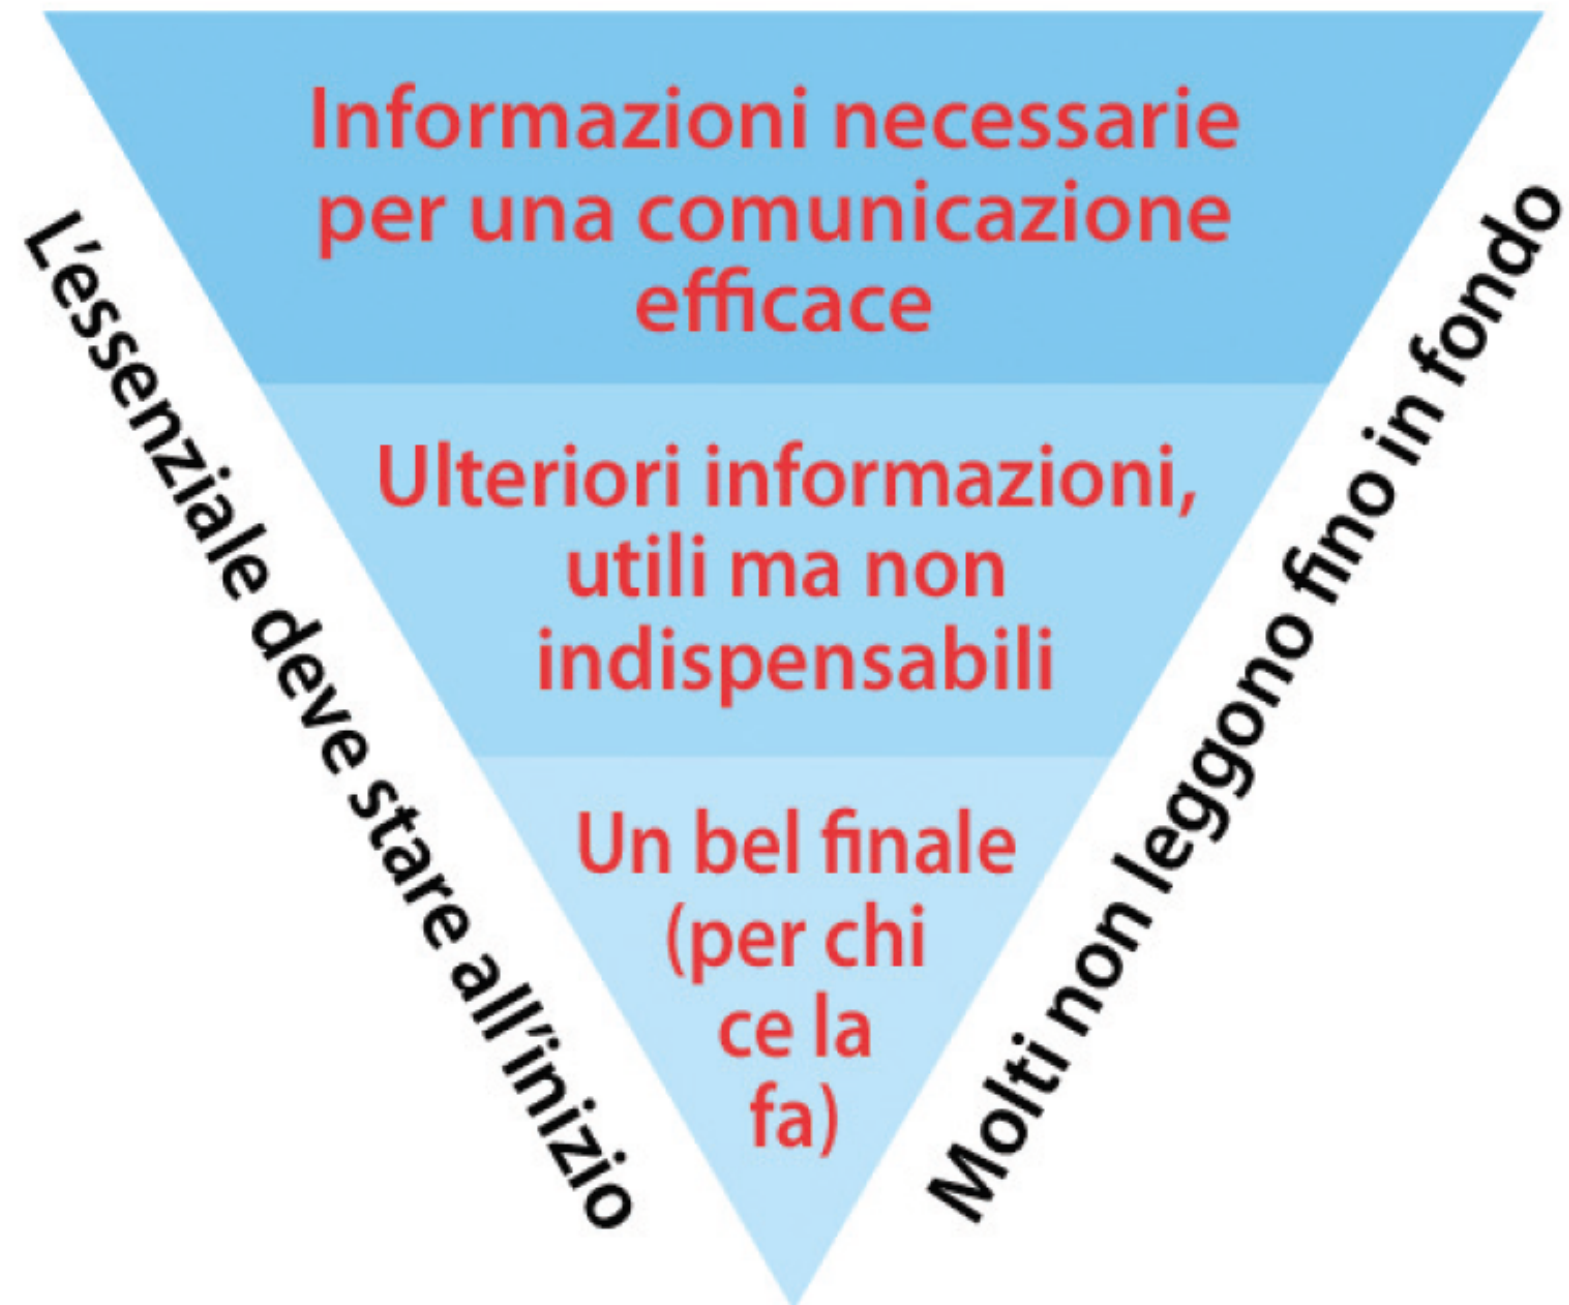 Informazioni necessarie
per una comunicazione
efficace
Ulteriori informazioni,
utili ma non
indispensabili
Un bel finale
(per chi
ce la
fa)
L'essenziale deve stare all'inizio
Molti non leggono fino in fondo